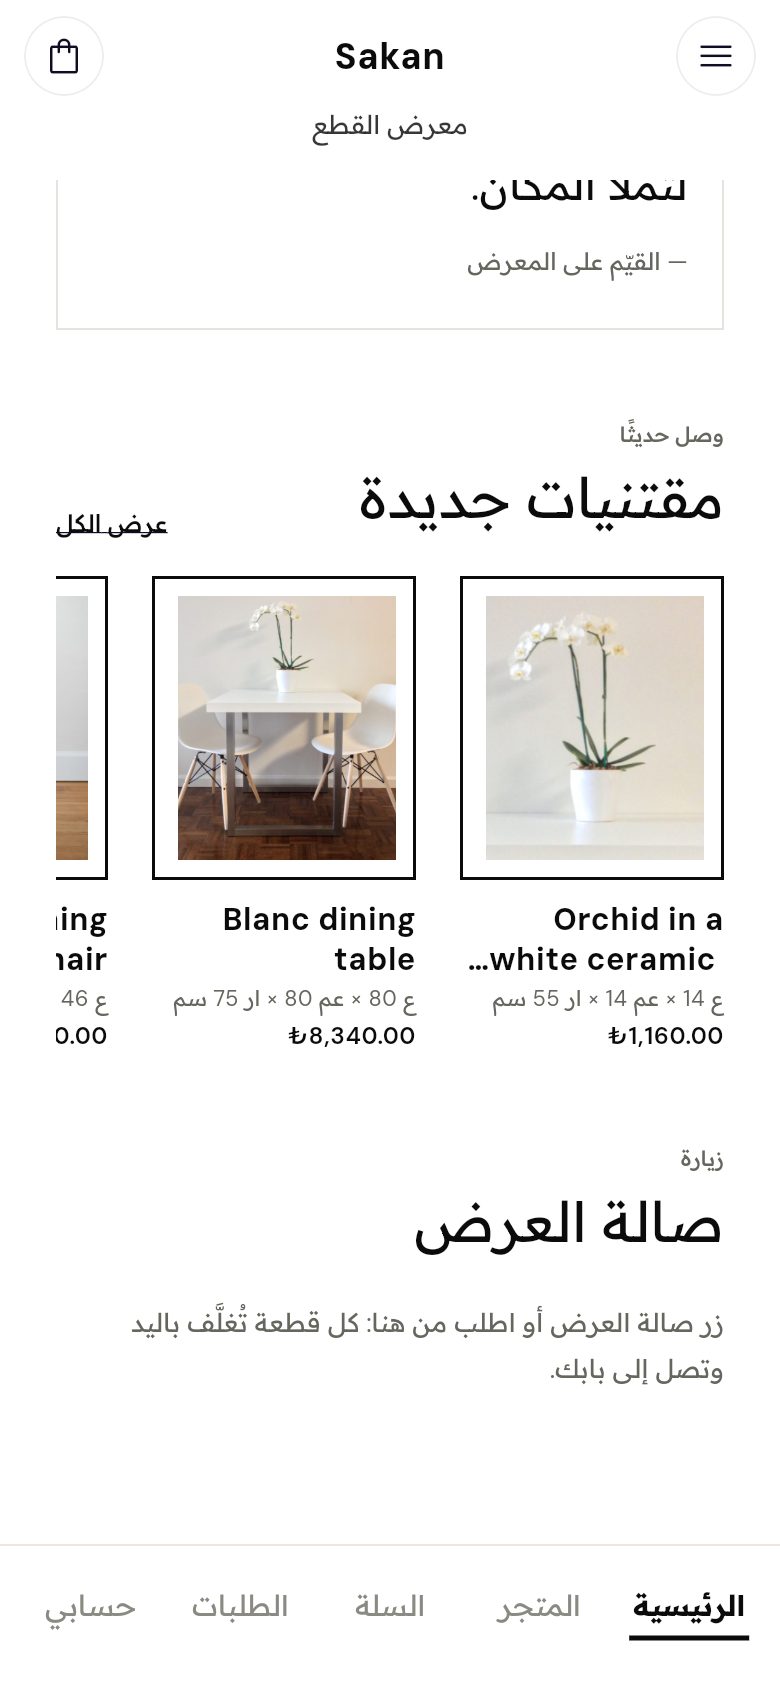 Sakan
معرض القطع
لتملأ المكان.
— القيّم على المعرض
وصل حديثًا
مقتنيات جديدة
عرض الكل
Orchid in a
white ceramic…
ع 14 × عم 14 × ار 55 سم
₺1,160.00
Blanc dining
table
ع 80 × عم 80 × ار 75 سم
₺8,340.00
ع 46
زيارة
صالة العرض
زر صالة العرض أو اطلب من هنا: كل قطعة تُغلَّف باليد
وتصل إلى بابك.
الرئيسية
المتجر
السلة
الطلبات
حسابي